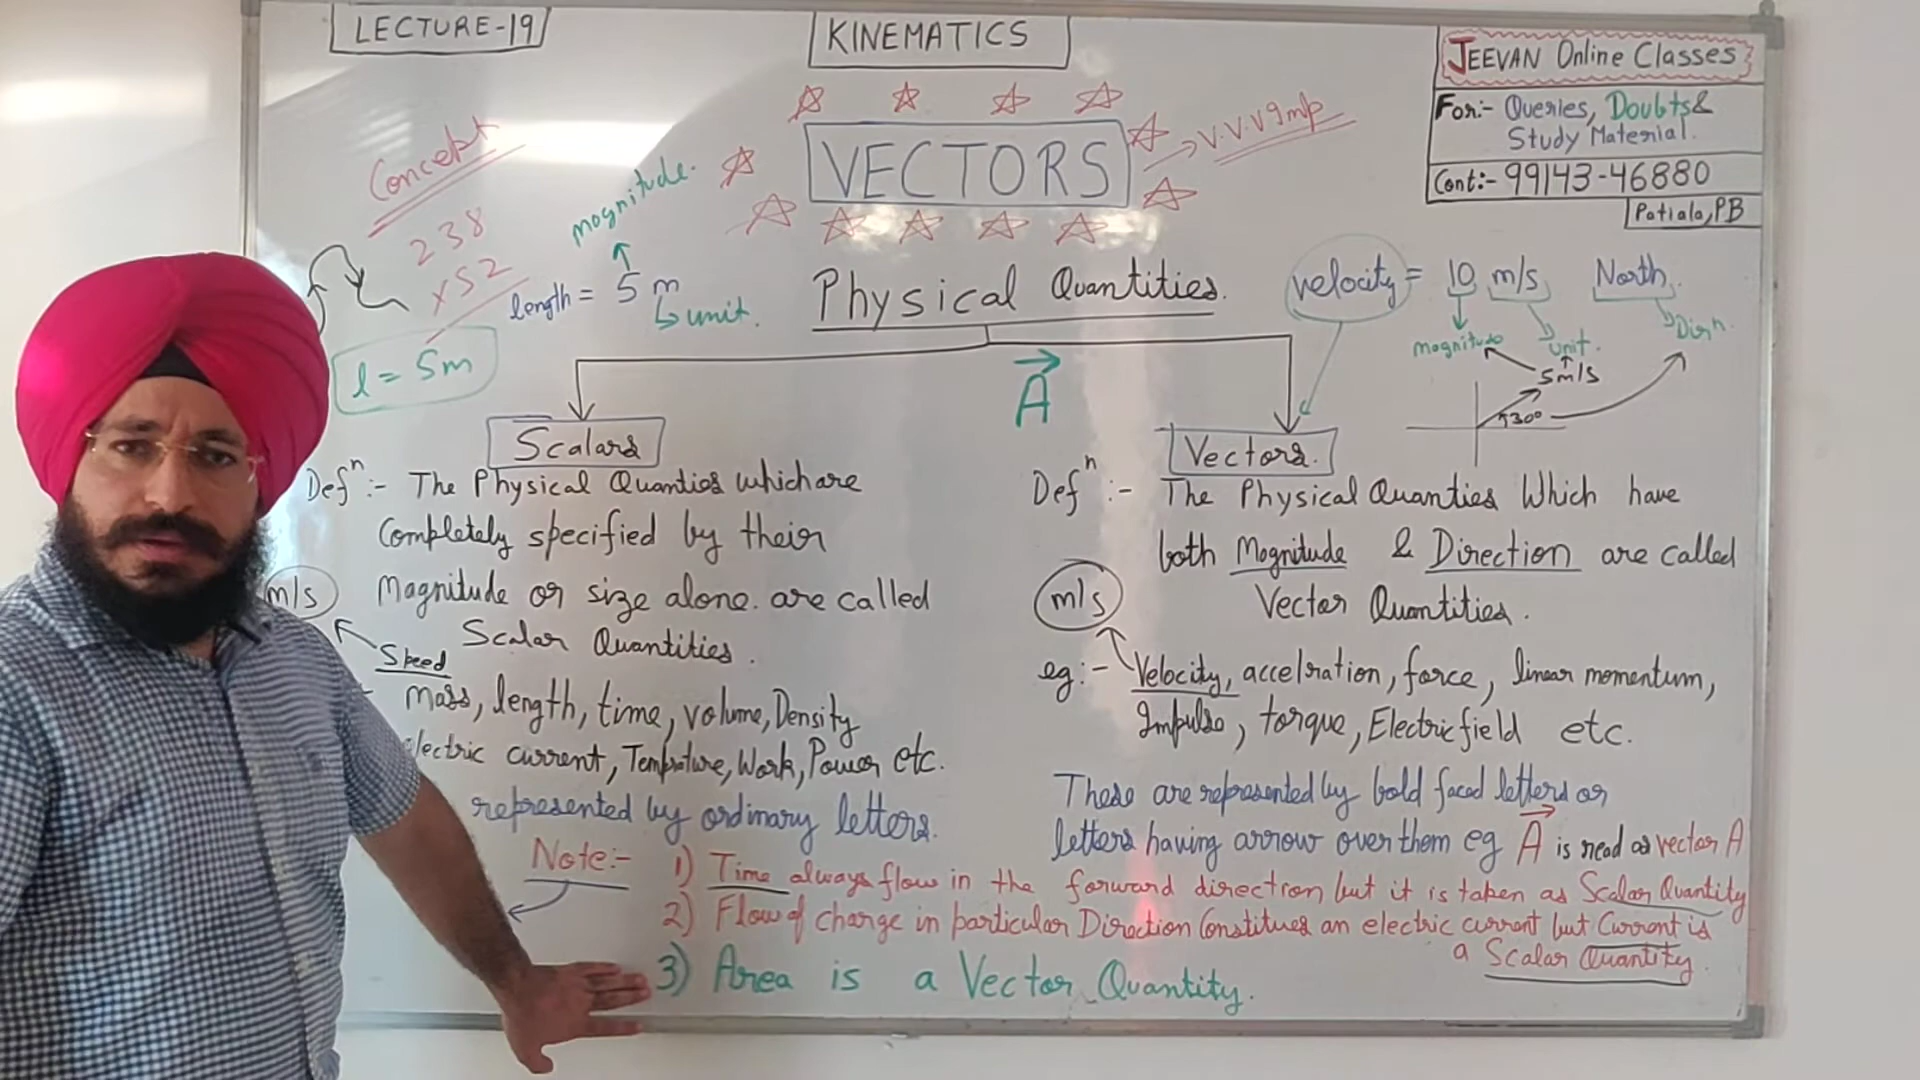 LECTURE-19
KINEMATICS
JEEVAN Online Classes
For:- Queries, Doubts &
Study Material.
Cont:- 99143-46880
Patiala, PB
Concept
238
x52
magnitude.
VECTORS
V.V.V Imp
length = 5 m
unit.
l = 5m
Physical Quantities.
velocity = 10 m/s North.
magnitude
unit.
Dirn.
5m/s
30°
A
Scalars
Defn :- The Physical Quanties which are
Completely specified by their
Magnitude or size alone. are called
Scalar Quantities.
m/s
Speed
Mass, length, time, volume, Density
electric current, Temprature, Work, Power etc.
represented by ordinary letters.
Vectors.
Defn :- The Physical Quanties Which have
both Magnitude & Direction are called
Vector Quantities.
m/s
eg:- Velocity, accelration, force, linear momentum,
Impulse, torque, Electric field etc.
These are represented by bold faced letters or
letters having arrow over them eg A is read as vector A
Note:- 1) Time always flow in the forward direction but it is taken as Scalar Quantity
2) Flow of charge in particular Direction Constitues an electric current but Current is
a Scalar Quantity.
3) Area is a Vector Quantity.